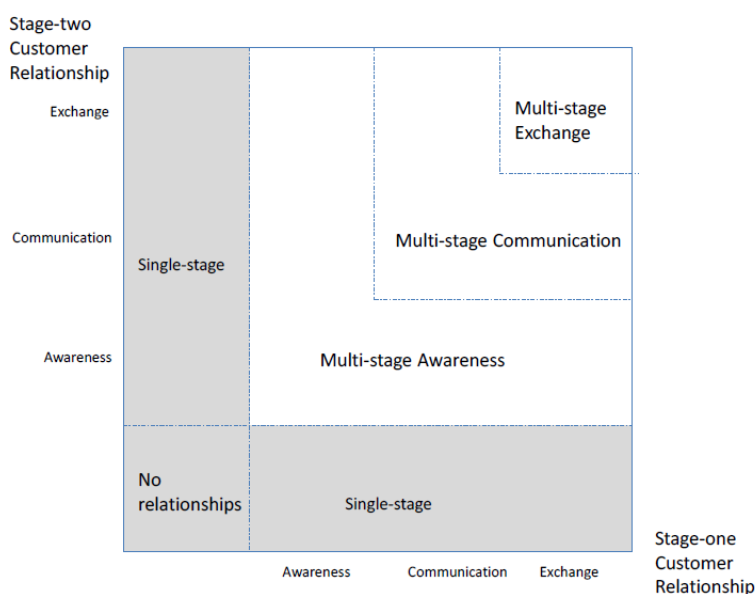 Stage-two
Customer
Relationship
Exchange
Multi-stage
Exchange
Communication
Multi-stage Communication
Single-stage
Awareness
Multi-stage Awareness
No
relationships
Single-stage
Stage-one
Customer
Relationship
Awareness
Communication
Exchange